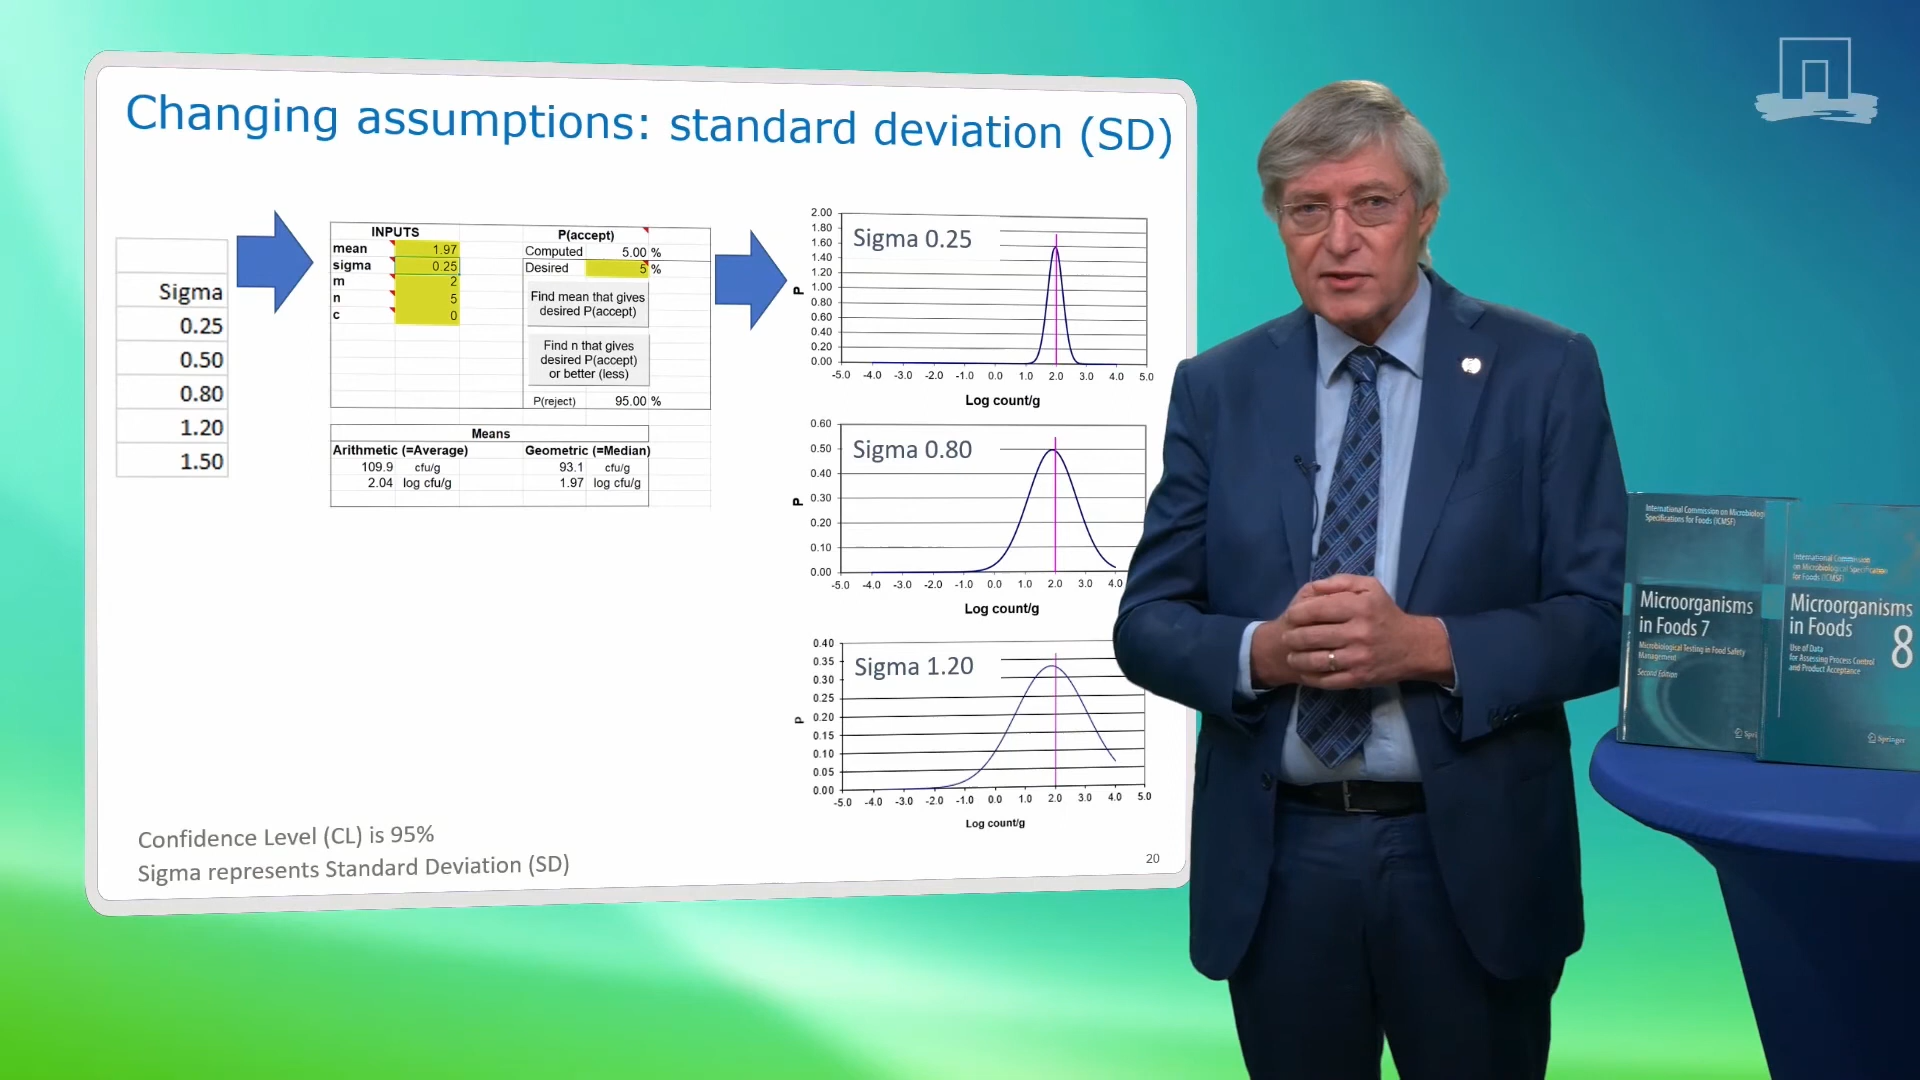 Changing assumptions: standard deviation (SD)
Sigma
0.25
0.50
0.80
1.20
1.50
INPUTS
mean 1.97
sigma 0.25
m 2
n 5
c 0
P(accept)
Computed 5.00 %
Desired 5 %
Find mean that gives
desired P(accept)
Find n that gives
desired P(accept)
or better (less)
P(reject) 95.00 %
Means
Arithmetic (=Average) Geometric (=Median)
109.9 cfu/g 93.1 cfu/g
2.04 log cfu/g 1.97 log cfu/g
Sigma 0.25
2.00
1.80
1.60
1.40
1.20
1.00
0.80
0.60
0.40
0.20
0.00
P
-5.0 -4.0 -3.0 -2.0 -1.0 0.0 1.0 2.0 3.0 4.0 5.0
Log count/g
Sigma 0.80
0.60
0.50
0.40
0.30
0.20
0.10
0.00
P
-5.0 -4.0 -3.0 -2.0 -1.0 0.0 1.0 2.0 3.0 4.0
Log count/g
Sigma 1.20
0.40
0.35
0.30
0.25
0.20
0.15
0.10
0.05
0.00
P
-5.0 -4.0 -3.0 -2.0 -1.0 0.0 1.0 2.0 3.0 4.0 5.0
Log count/g
Confidence Level (CL) is 95%
Sigma represents Standard Deviation (SD)
20
International Commission on Microbiolog
Specifications for Foods (ICMSF)
Microorganisms
in Foods 7
Microbiological Testing in Food Safety
Management
Second Edition
International Commission
on Microbiological Specifications
for Foods (ICMSF)
Microorganisms
in Foods 8
Use of Data
for Assessing Process Control
and Product Acceptance
Springer